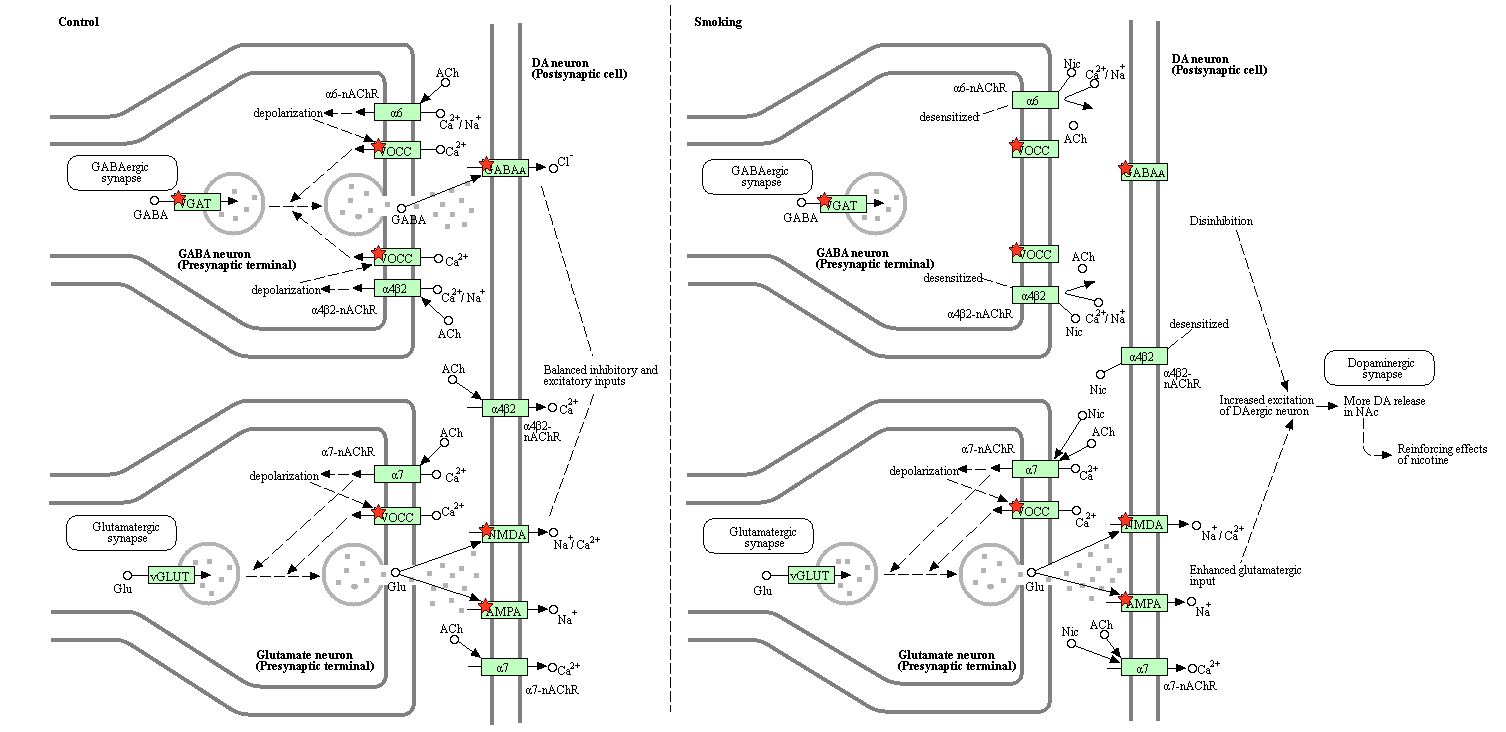 Control
DA neuron
(Postsynaptic cell)
ACh
α6-nAChR
depolarization
α6
Ca2+/ Na+
VOCC
Ca2+
GABAergic
synapse
GABAA
Cl-
VGAT
GABA
GABA
GABA neuron
(Presynaptic terminal)
VOCC
Ca2+
depolarization
α4β2
Ca2+/ Na+
α4β2-nAChR
ACh
Balanced inhibitory and
excitatory inputs
ACh
α4β2
Ca2+
α4β2-
nAChR
ACh
α7-nAChR
depolarization
α7
Ca2+
VOCC
Ca2+
Glutamatergic
synapse
NMDA
Na+/ Ca2+
vGLUT
Glu
Glu
AMPA
Na+
ACh
Glutamate neuron
(Presynaptic terminal)
α7
Ca2+
α7-nAChR
Smoking
DA neuron
(Postsynaptic cell)
Nic
Ca2+/ Na+
α6-nAChR
α6
desensitized
ACh
VOCC
GABAergic
synapse
GABAA
VGAT
GABA
Disinhibition
GABA neuron
(Presynaptic terminal)
VOCC
ACh
desensitized
α4β2
α4β2-nAChR
Ca2+/ Na+
Nic
desensitized
α4β2
α4β2-
nAChR
Nic
Dopaminergic
synapse
Increased excitation
of DAergic neuron
More DA release
in NAc
Reinforcing effects
of nicotine
Nic
ACh
α7-nAChR
depolarization
α7
Ca2+
VOCC
Ca2+
Glutamatergic
synapse
NMDA
Na+/ Ca2+
vGLUT
Glu
Glu
Enhanced glutamatergic
input
AMPA
Na+
Nic
ACh
Glutamate neuron
(Presynaptic terminal)
α7
Ca2+
α7-nAChR